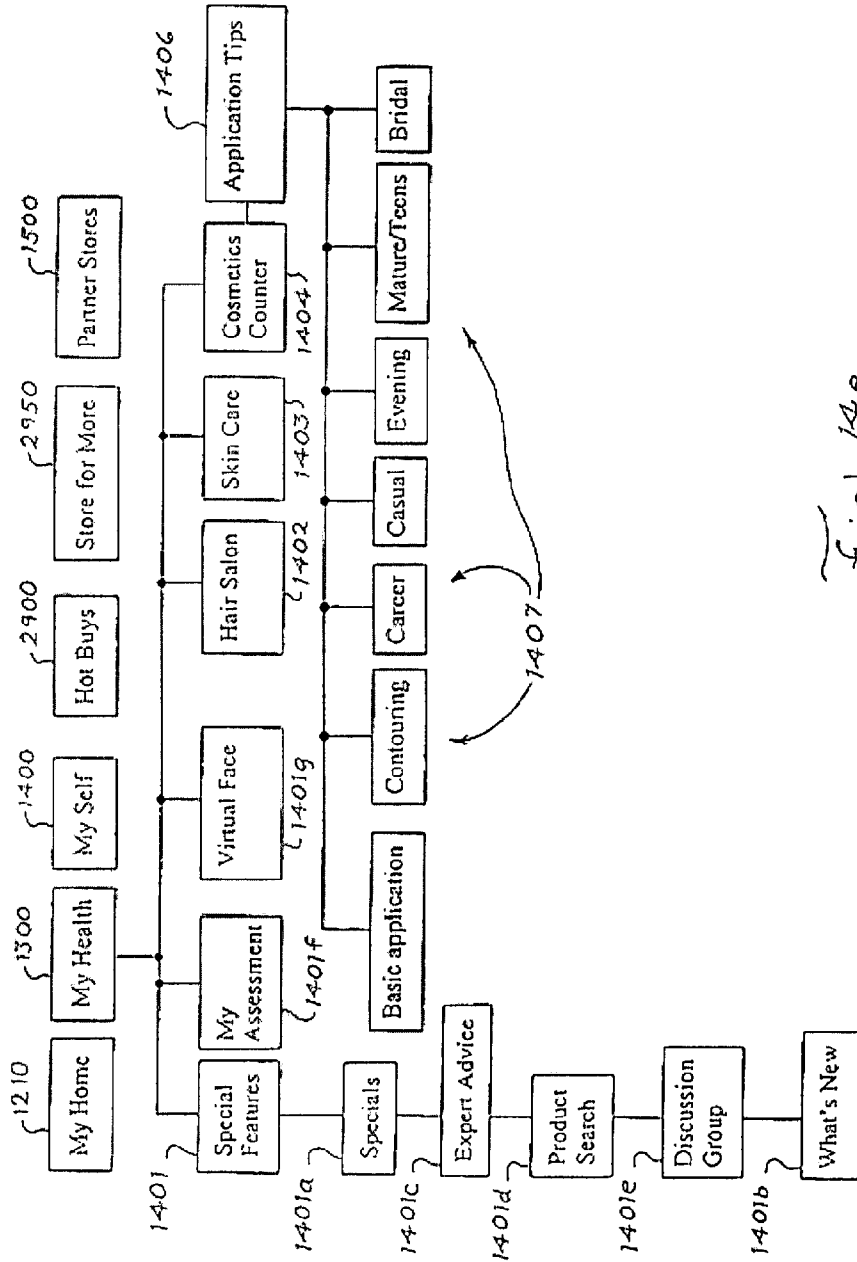 1210
1300
1400
2900
2950
1500
My Home
My Health
My Self
Hot Buys
Store for More
Partner Stores
1401
Special
Features
My
Assessment
1401f
Virtual Face
1401g
Hair Salon
1402
Skin Care
1403
Cosmetics
Counter
1404
1406
Application Tips
1401a
Specials
1401c
Expert Advice
1401d
Product
Search
1401e
Discussion
Group
1401b
What's New
Basic application
Contouring
Career
Casual
Evening
Mature/Teens
Bridal
1407